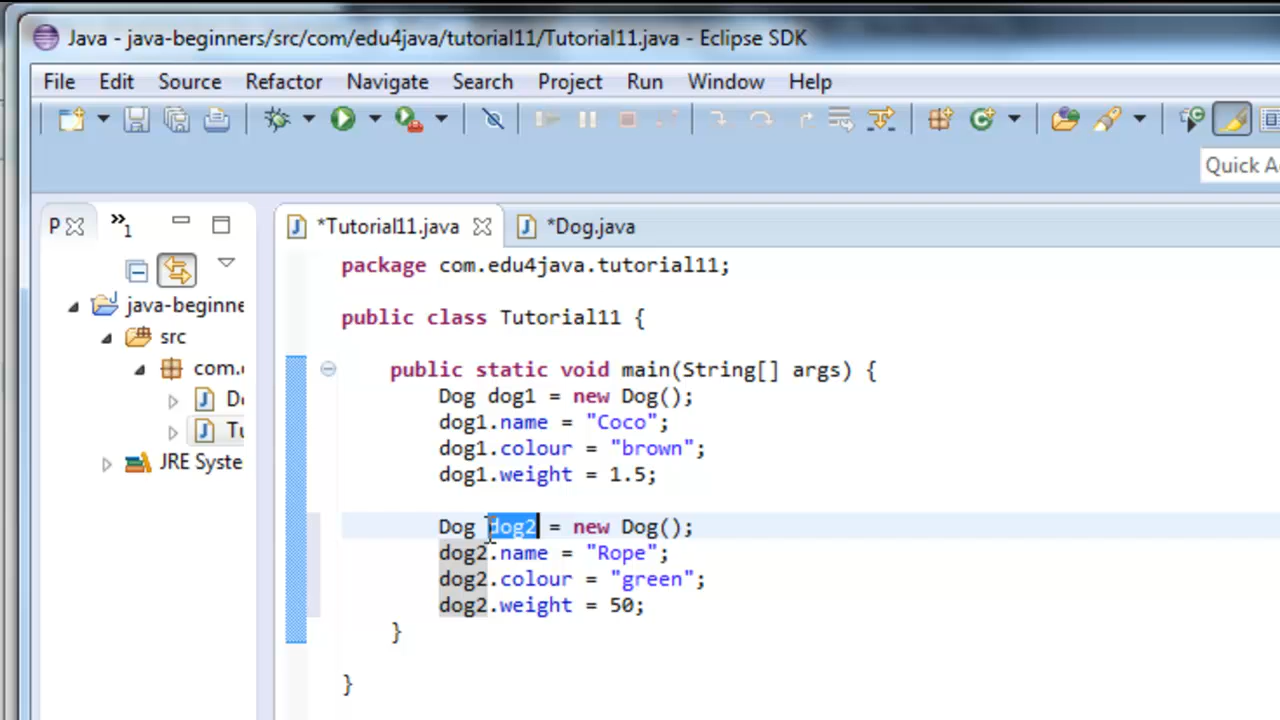 Java - java-beginners/src/com/edu4java/tutorial11/Tutorial11.java - Eclipse SDK
File Edit Source Refactor Navigate Search Project Run Window Help
Quick A
P »1 *Tutorial11.java *Dog.java
package com.edu4java.tutorial11;
java-beginne
public class Tutorial11 {
src
com.
public static void main(String[] args) {
Dog dog1 = new Dog();
D
dog1.name = "Coco";
Tu
dog1.colour = "brown";
JRE Syste
dog1.weight = 1.5;
Dog dog2 = new Dog();
dog2.name = "Rope";
dog2.colour = "green";
dog2.weight = 50;
}
}